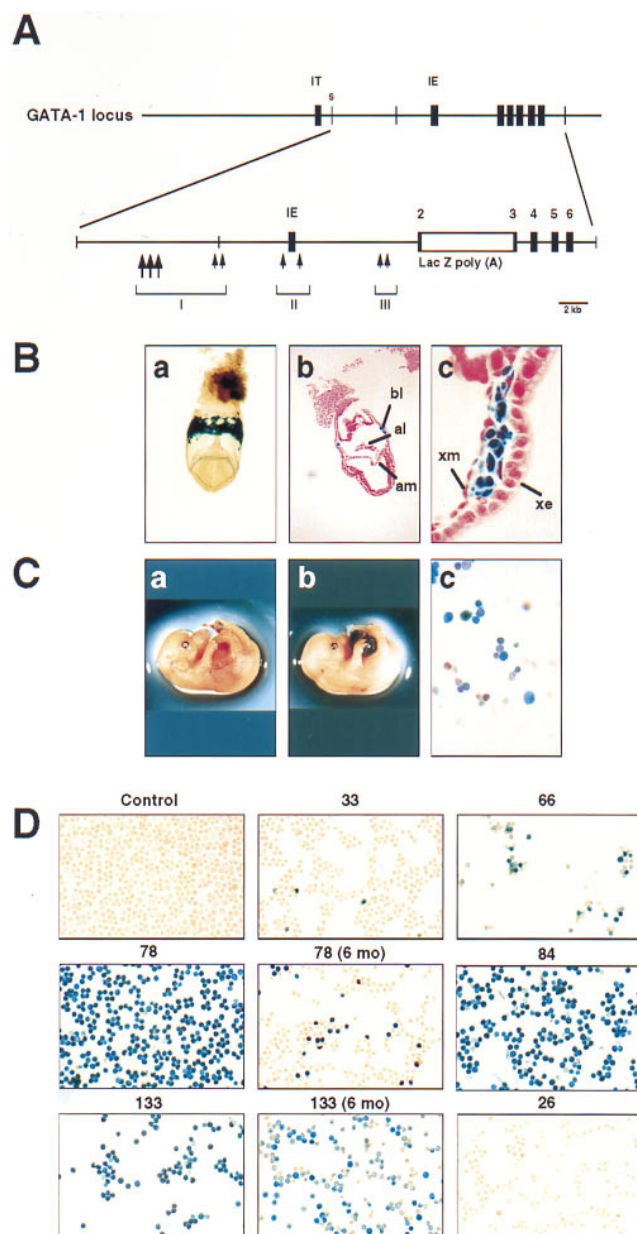 A
IT
s
IE
GATA-1 locus
IE
2
3
4
5
6
Lac Z poly (A)
I
II
III
2 kb
B
a
b
c
bl
al
am
xm
xe
C
a
b
c
D
Control
33
66
78
78 (6 mo)
84
133
133 (6 mo)
26